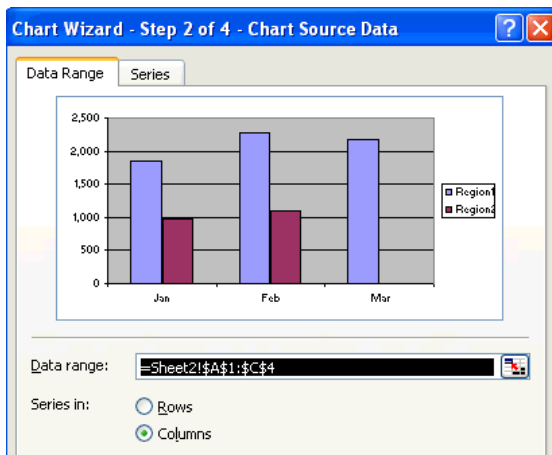 Chart Wizard - Step 2 of 4 - Chart Source Data
Data Range Series
2,500
2,000
1,500
1,000
500
0
Jan Feb Mar
Region1
Region2
Data range: =Sheet2!$A$1:$C$4
Series in: Rows
Columns